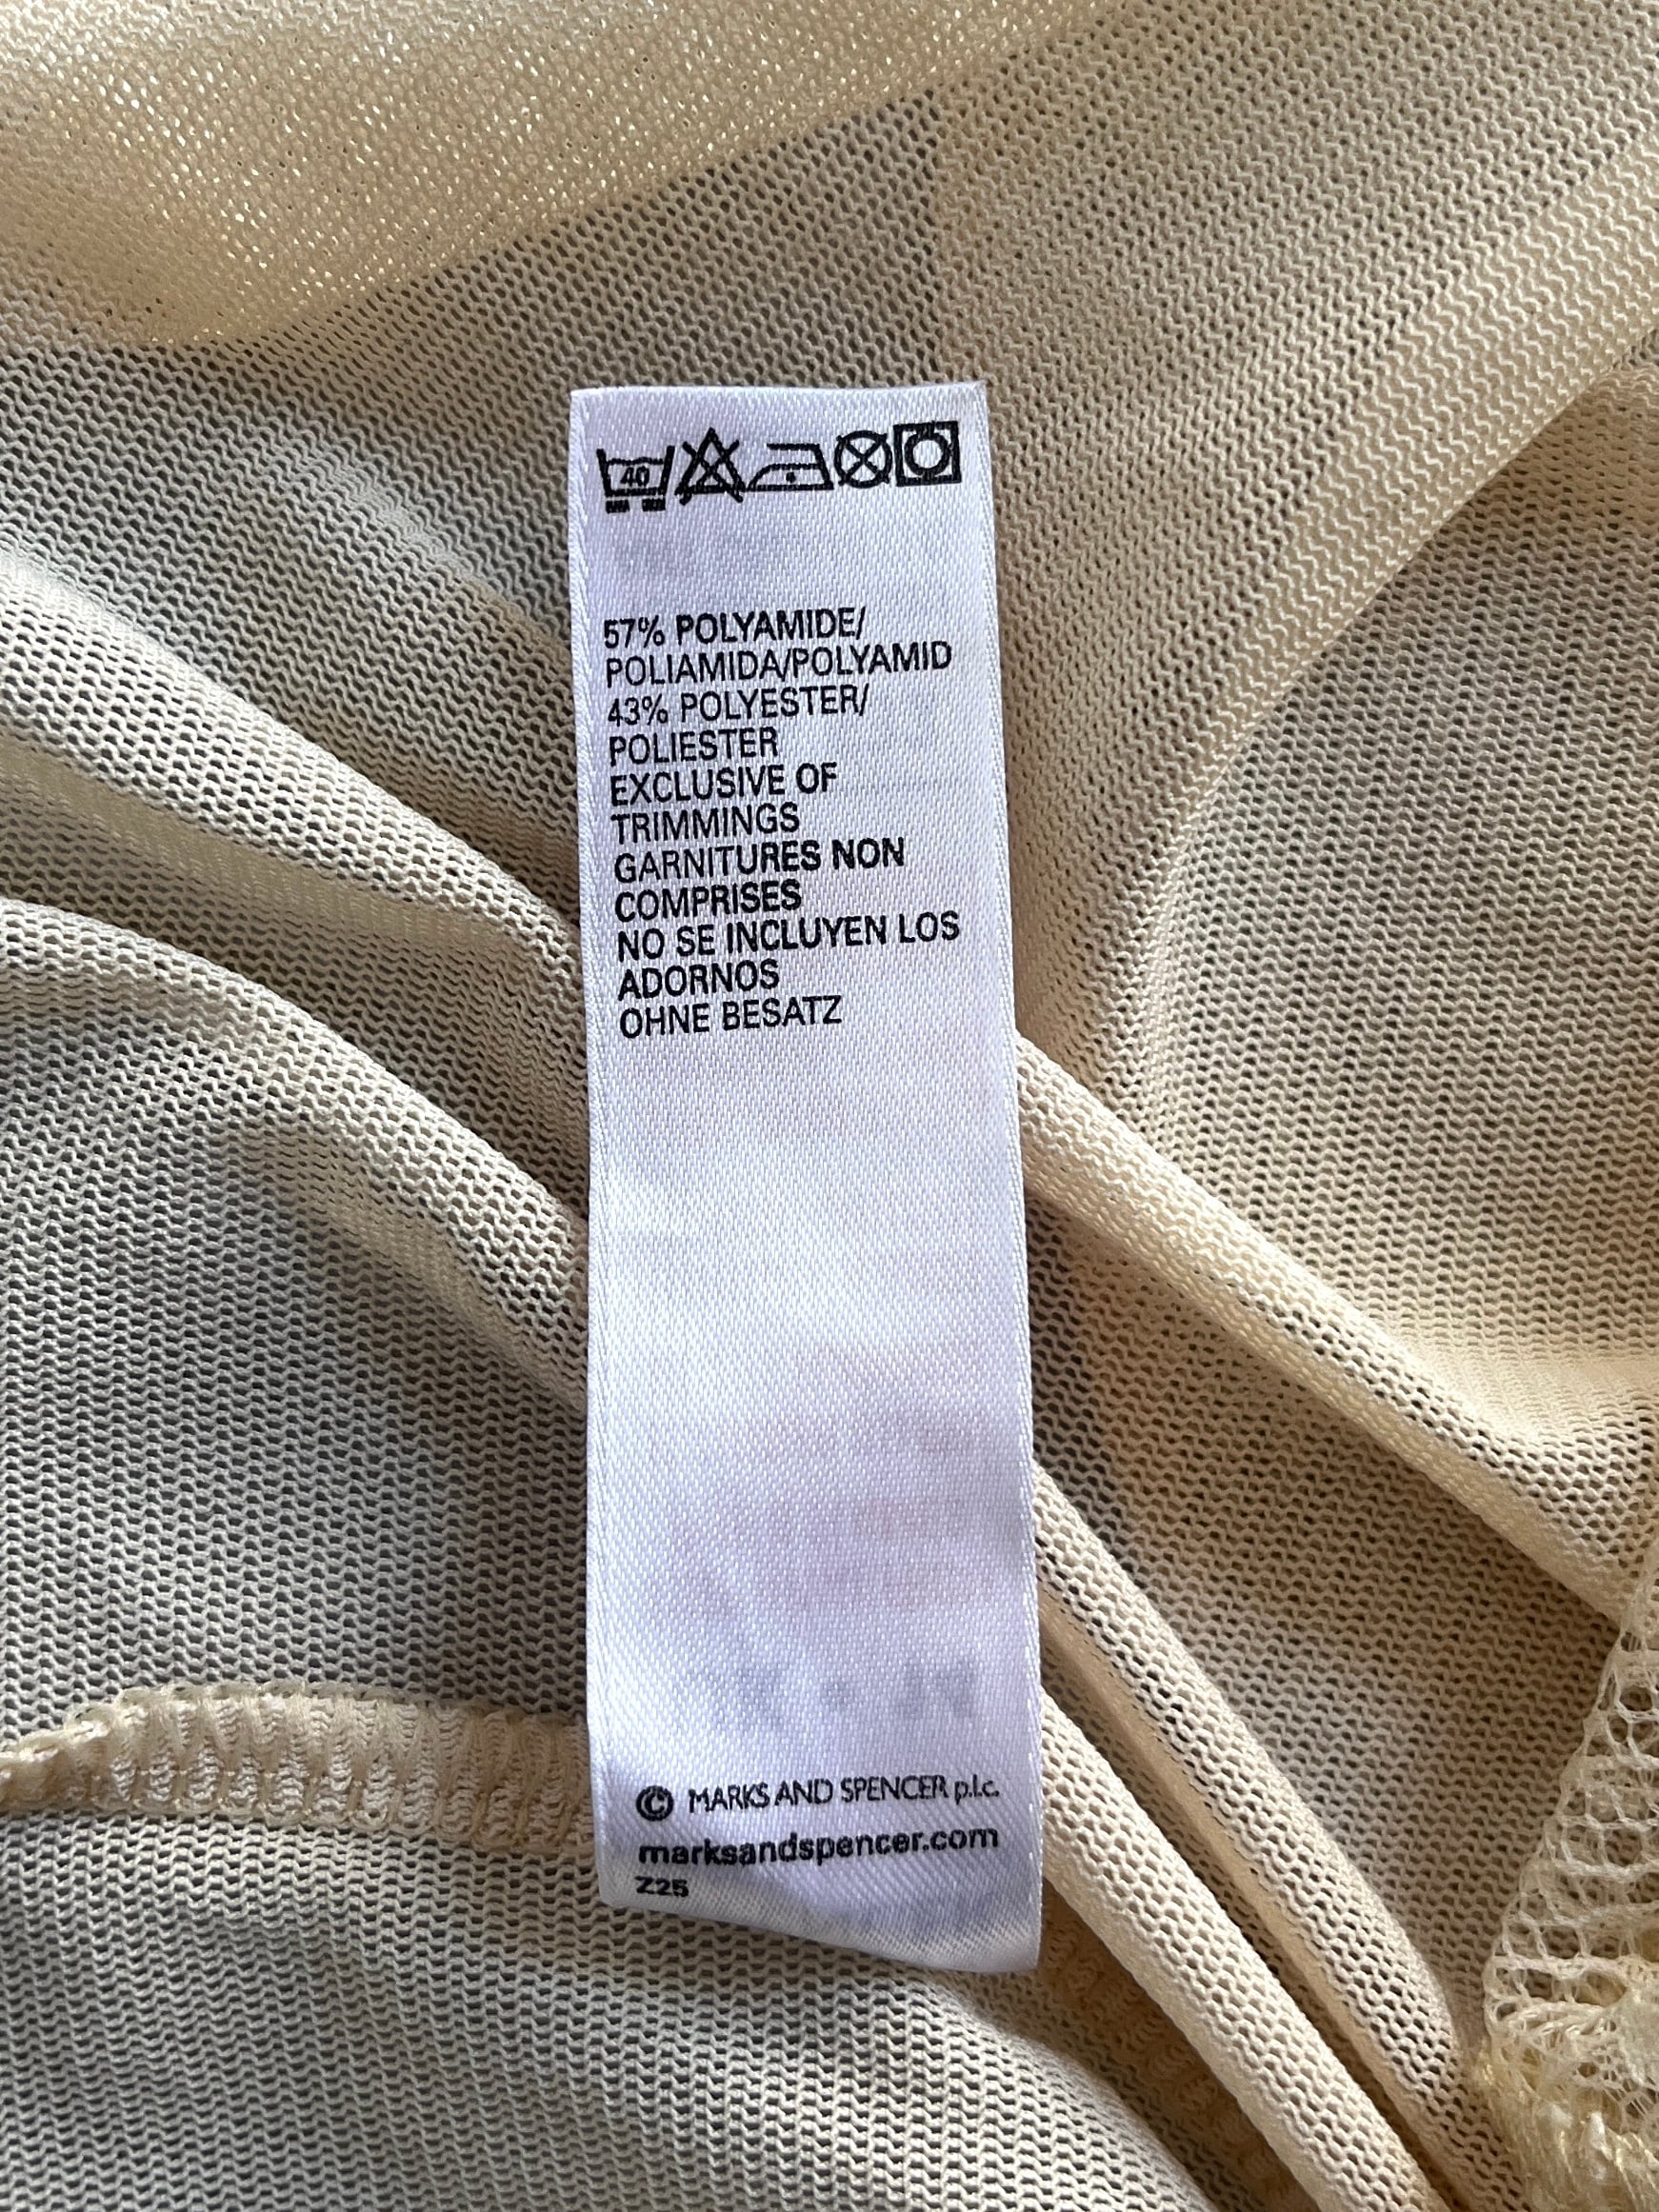 40
57% POLYAMIDE/
POLIAMIDA/POLYAMID
43% POLYESTER/
POLIESTER
EXCLUSIVE OF
TRIMMINGS
GARNITURES NON
COMPRISES
NO SE INCLUYEN LOS
ADORNOS
OHNE BESATZ
© MARKS AND SPENCER p.l.c.
marksandspencer.com
Z25